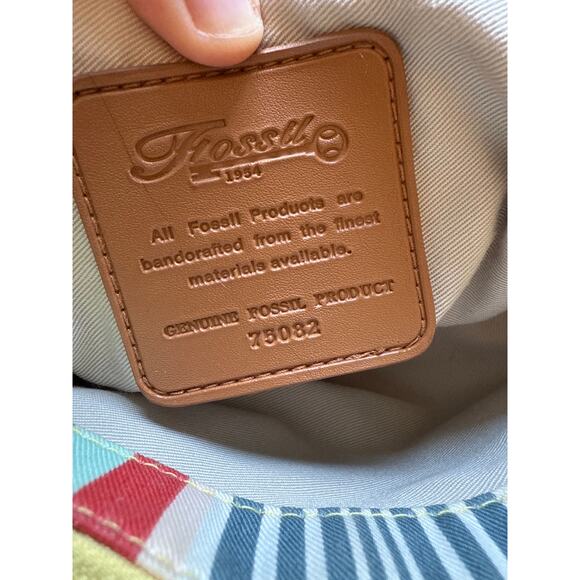 Fossil
1954
All Fossil Products are
handcrafted from the finest
materials available.
GENUINE FOSSIL PRODUCT
75082